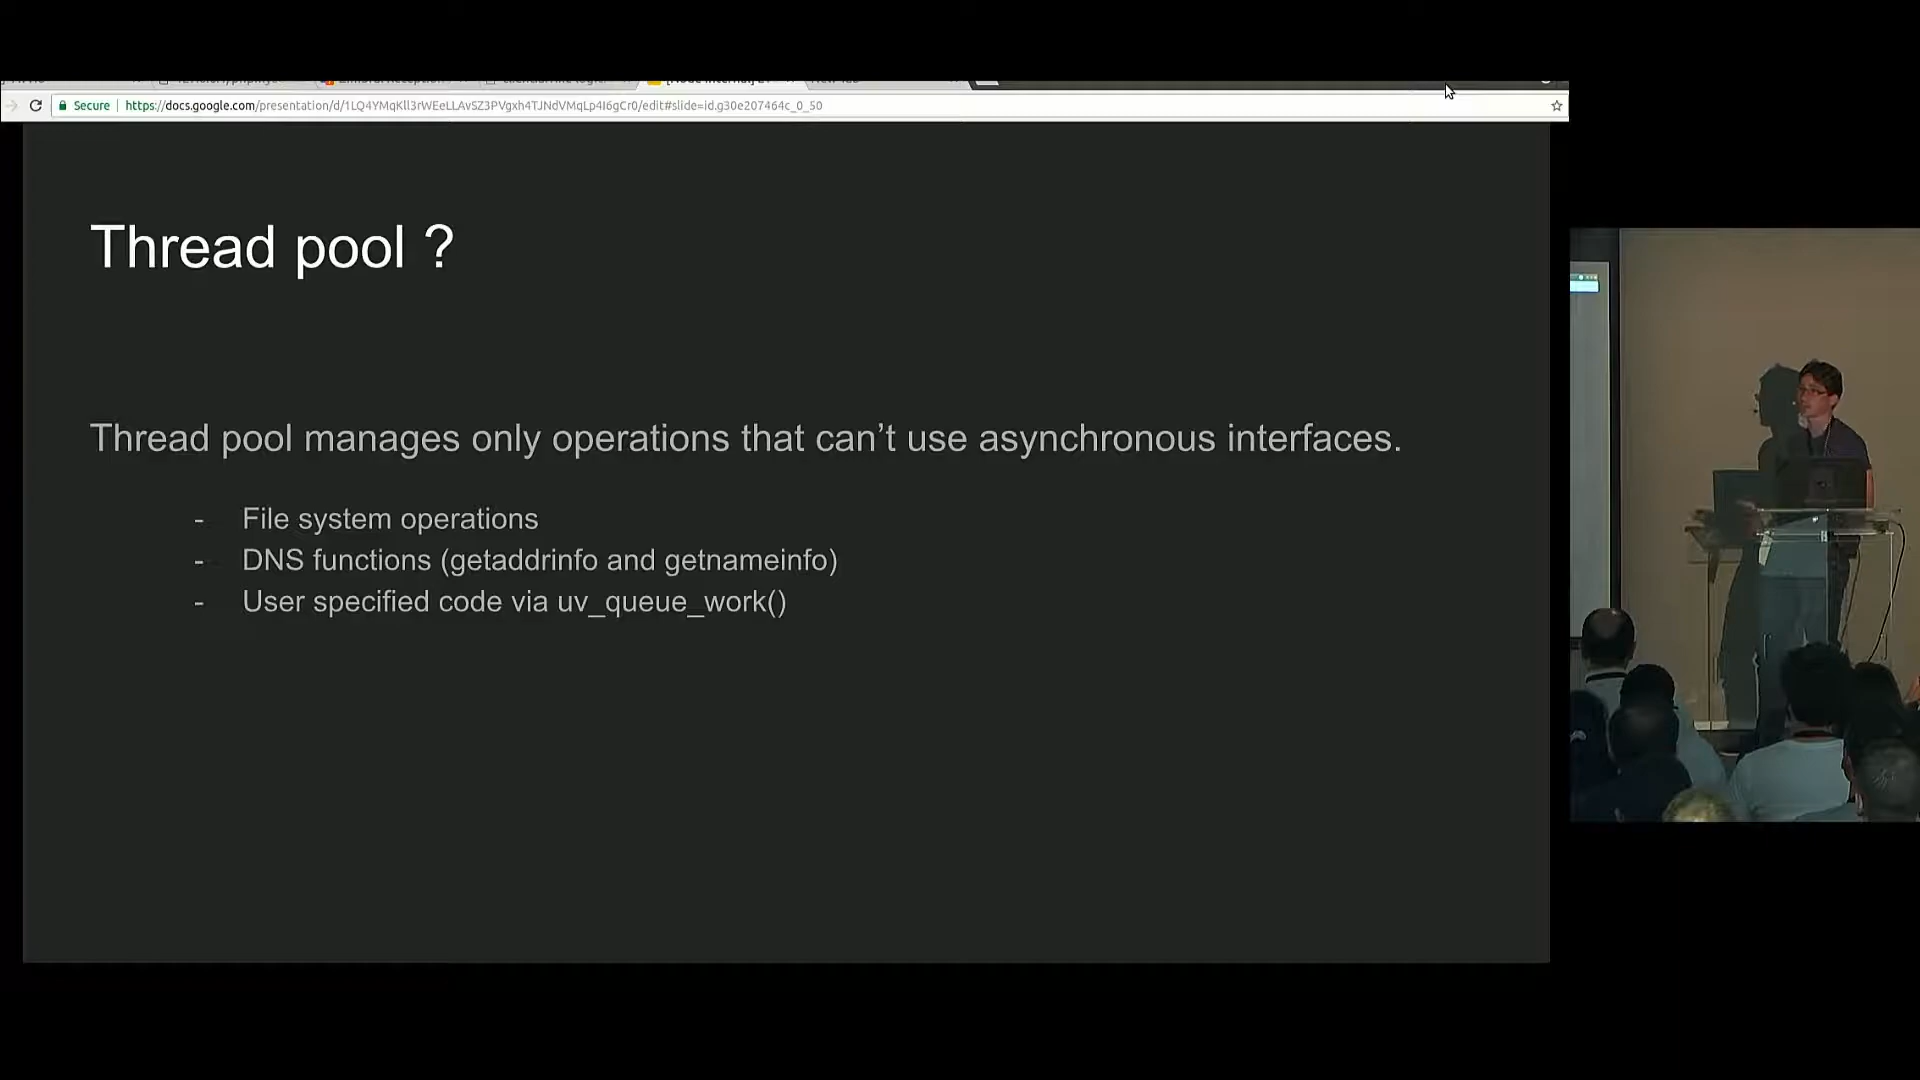 Secure
https://docs.google.com/presentation/d/1LQ4YMqKll3rWEeLLAvSZ3PVgxh4TJNdVMqLp4I6gCr0/edit#slide=id.g30e207464c_0_50
Thread pool ?
Thread pool manages only operations that can’t use asynchronous interfaces.
- File system operations
- DNS functions (getaddrinfo and getnameinfo)
- User specified code via uv_queue_work()